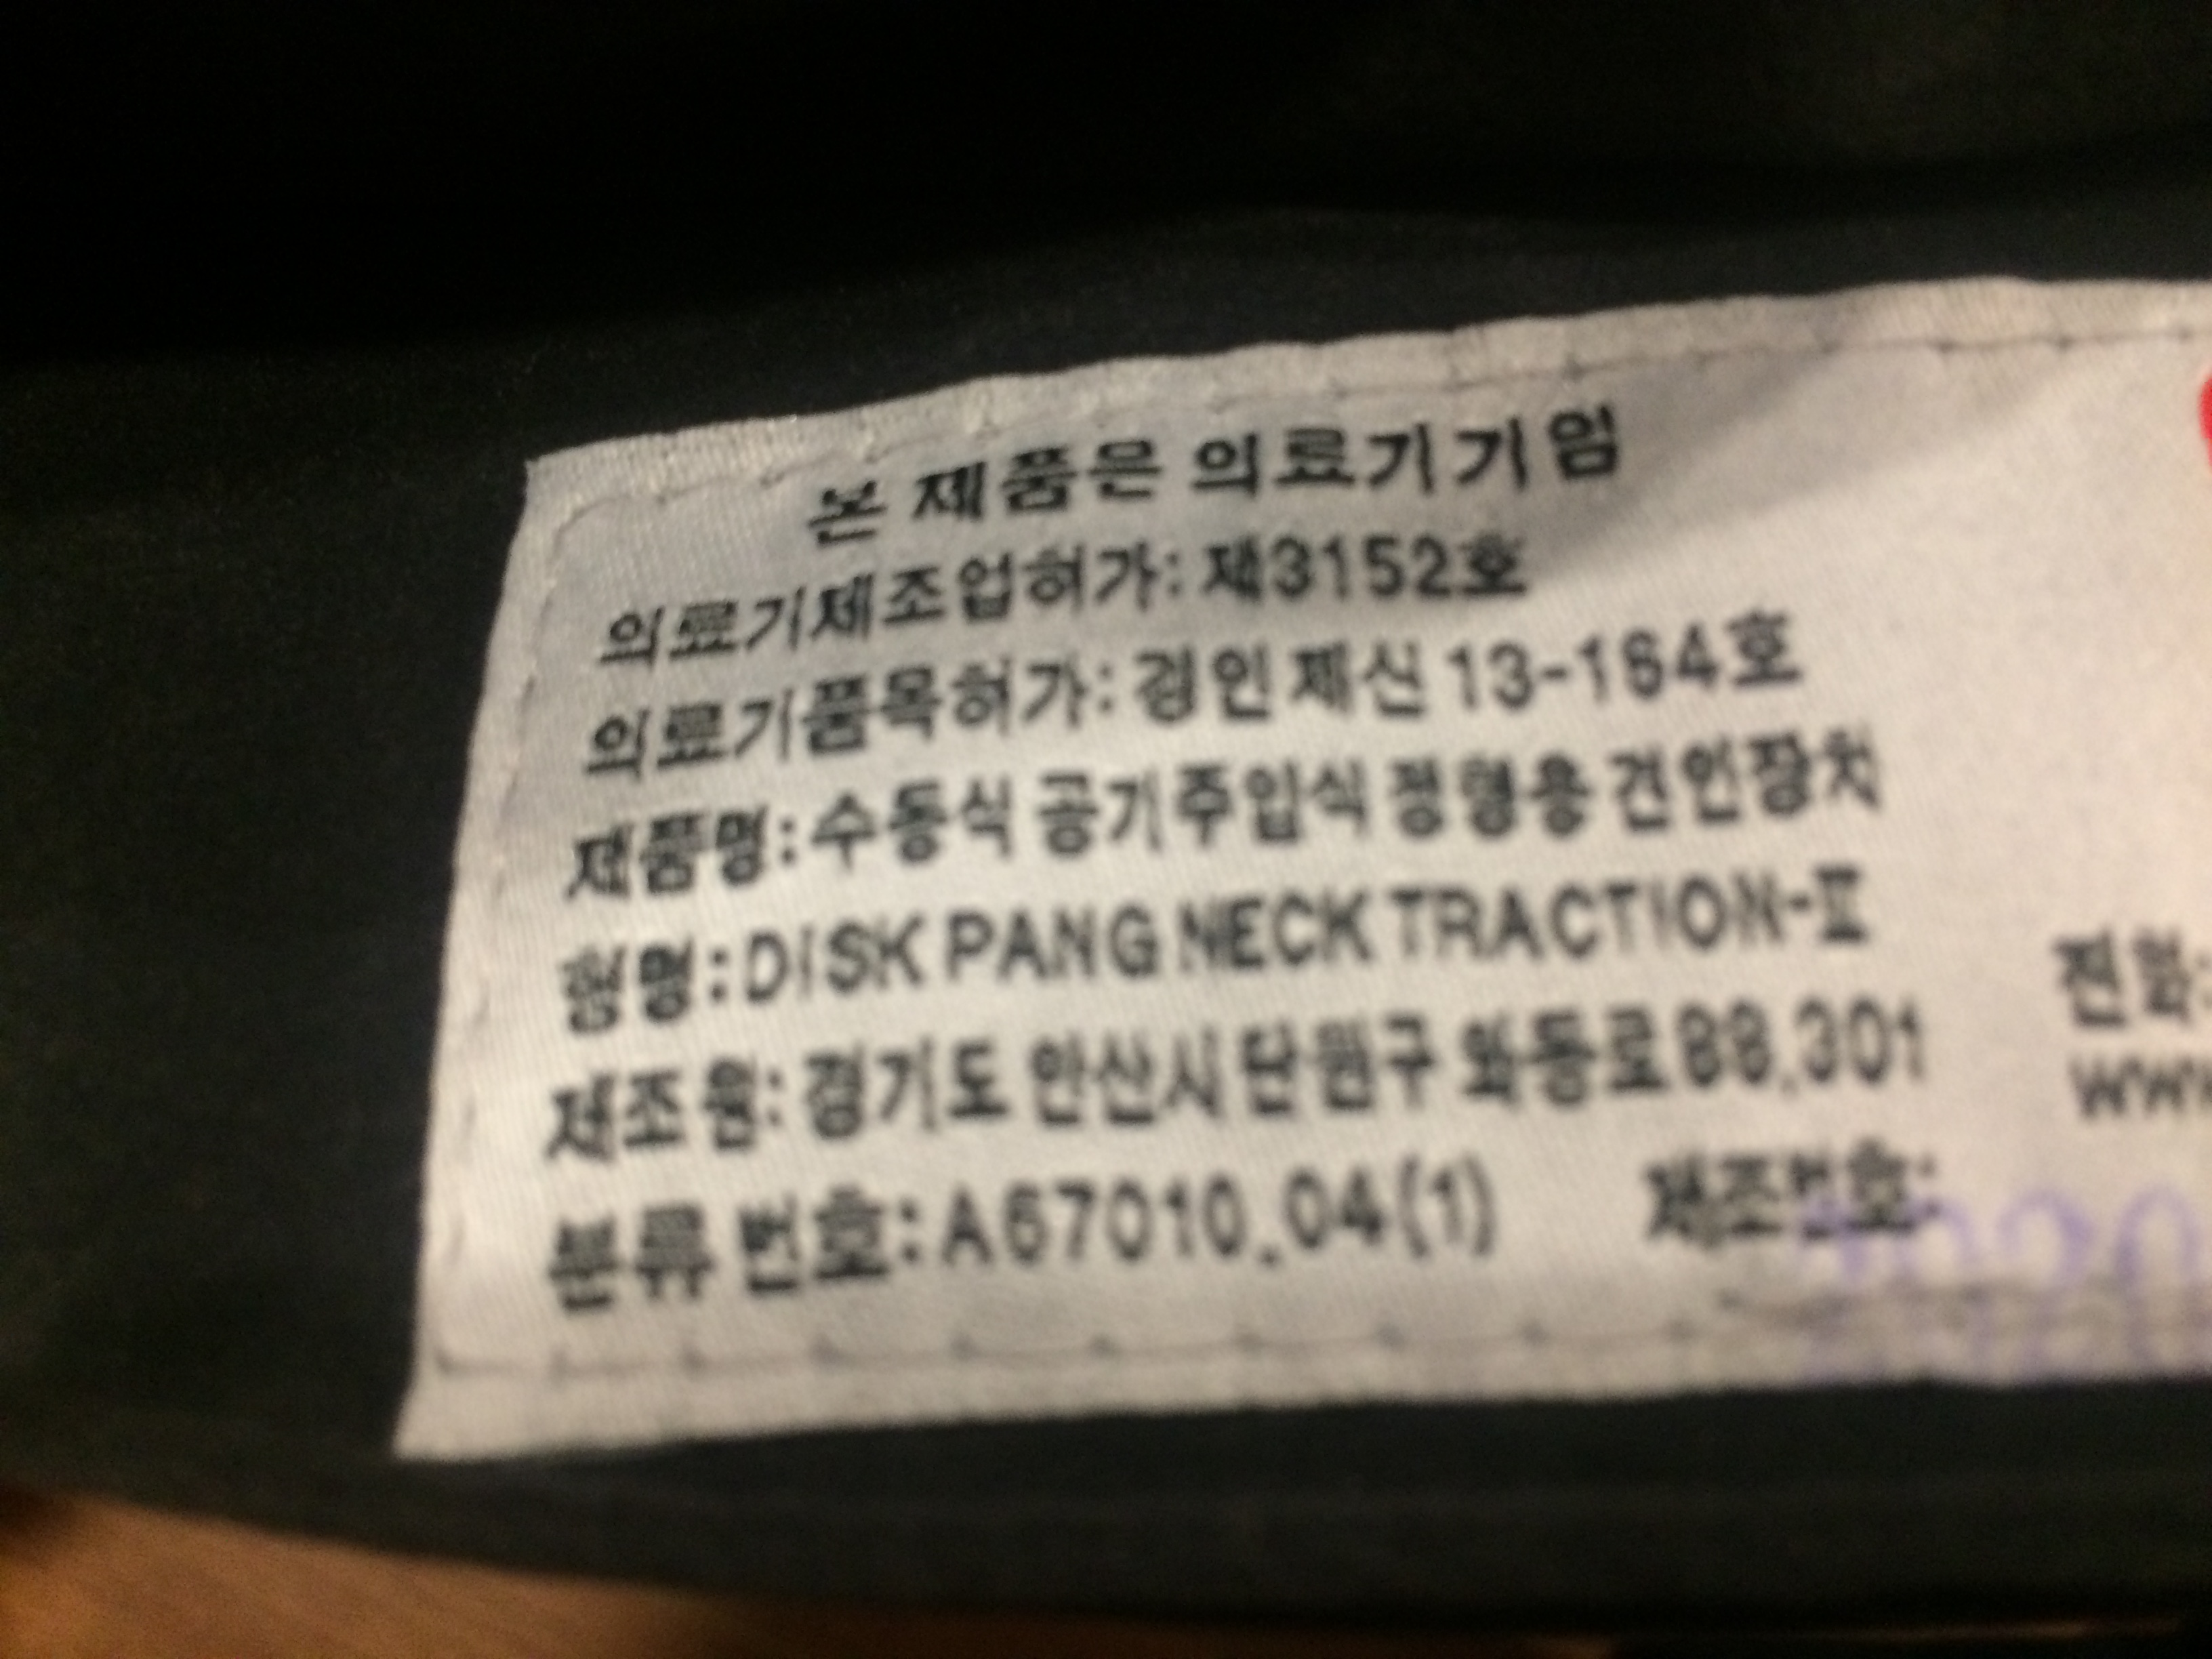 본 제품은 의료기기임
의료기제조업허가: 제3152호
의료기품목허가: 경인 제신 13-164호
제품명: 수동식 공기주입식 정형용 견인장치
형명: DISK PANG NECK TRACTION-Ⅱ
제조원: 경기도 안산시 단원구 화동로 88,301
분류 번호: A67010.04(1) 제조번호:
전화
www